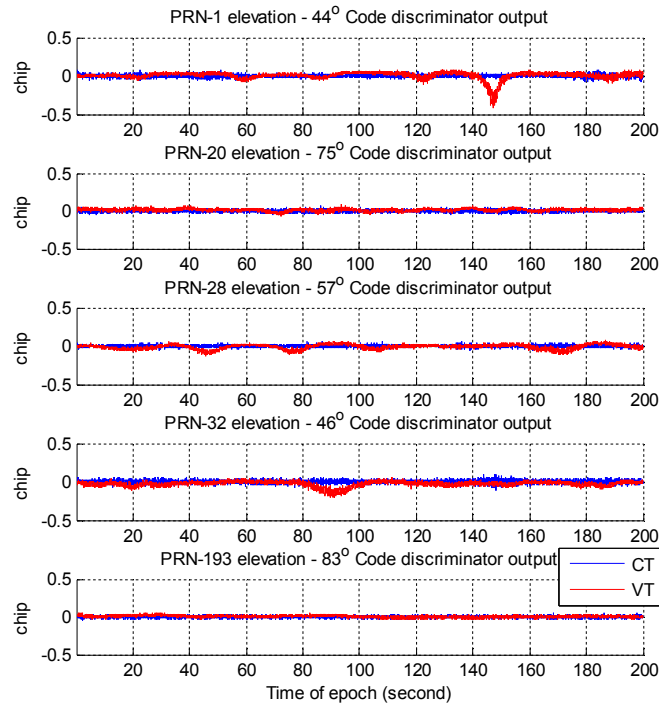 PRN-1 elevation - 44° Code discriminator output
chip
0.5
0
-0.5
20 40 60 80 100 120 140 160 180 200
PRN-20 elevation - 75° Code discriminator output
chip
0.5
0
-0.5
20 40 60 80 100 120 140 160 180 200
PRN-28 elevation - 57° Code discriminator output
chip
0.5
0
-0.5
20 40 60 80 100 120 140 160 180 200
PRN-32 elevation - 46° Code discriminator output
chip
0.5
0
-0.5
20 40 60 80 100 120 140 160 180 200
PRN-193 elevation - 83° Code discriminator output
CT
VT
chip
0.5
0
-0.5
20 40 60 80 100 120 140 160 180 200
Time of epoch (second)